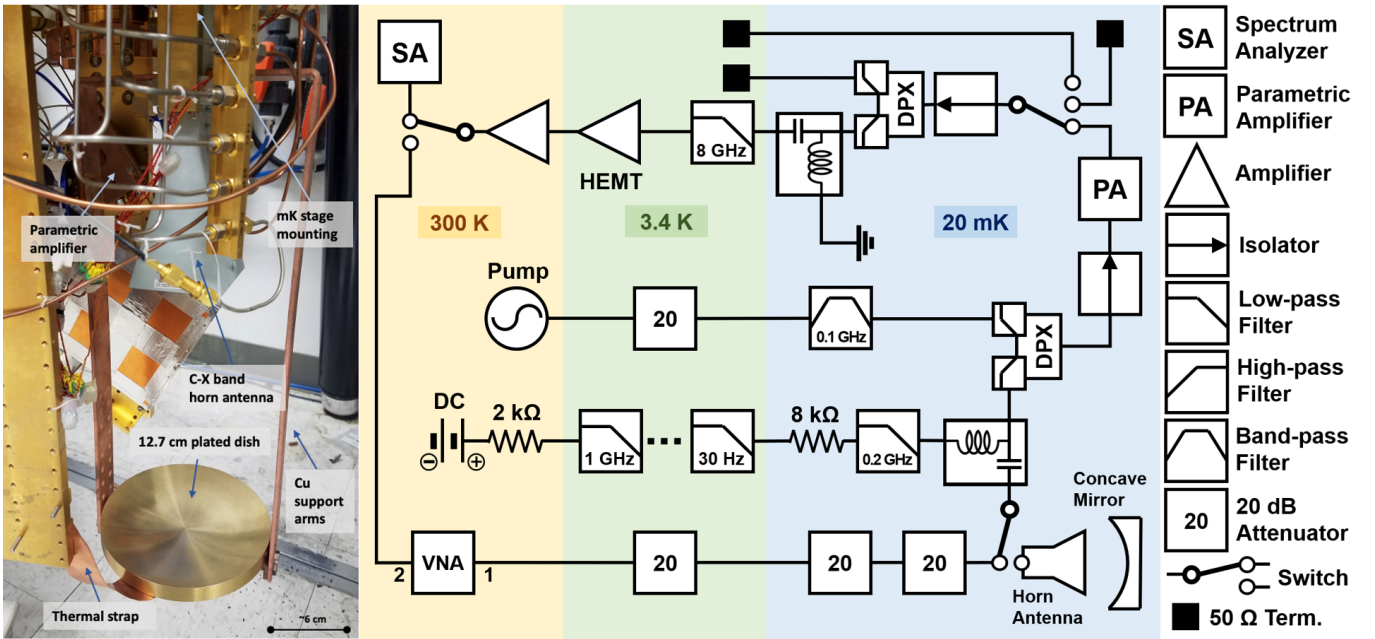 Parametric
amplifier
mK stage
mounting
C-X band
horn antenna
12.7 cm plated dish
Cu
support
arms
Thermal strap
~6 cm
SA
HEMT
8 GHz
DPX
PA
300 K
3.4 K
20 mK
Pump
20
0.1 GHz
DPX
DC
2 kΩ
1 GHz
30 Hz
8 kΩ
0.2 GHz
⊖
⊕
2
VNA
1
20
20
20
Horn
Antenna
Concave
Mirror
SA
Spectrum
Analyzer
PA
Parametric
Amplifier
Amplifier
Isolator
Low-pass
Filter
High-pass
Filter
Band-pass
Filter
20
20 dB
Attenuator
Switch
50 Ω Term.